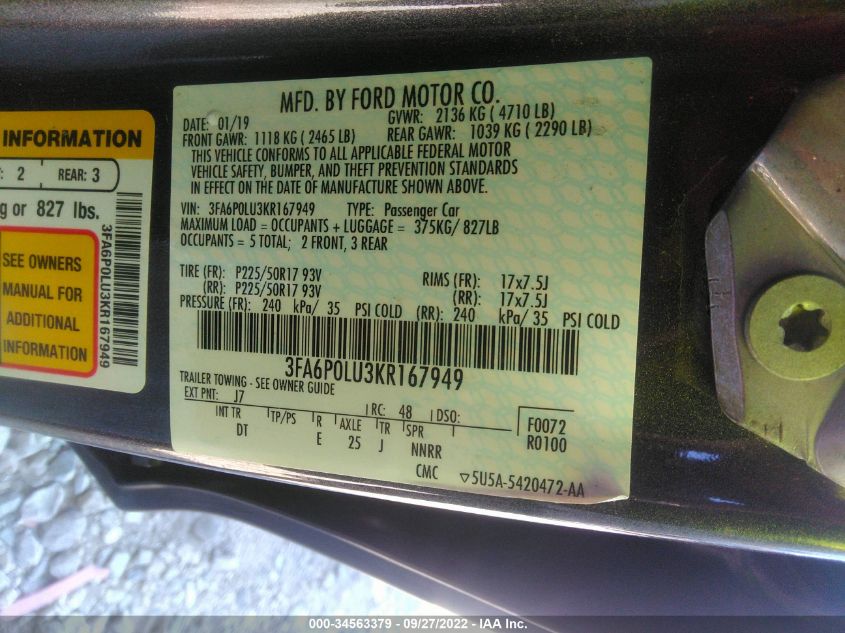 INFORMATION
2 REAR: 3
or 827 lbs.
SEE OWNERS
MANUAL FOR
ADDITIONAL
INFORMATION
3FA6P0LU3KR167949
MFD. BY FORD MOTOR CO.
DATE: 01/19 GVWR: 2136 KG ( 4710 LB)
FRONT GAWR: 1118 KG ( 2465 LB) REAR GAWR: 1039 KG ( 2290 LB)
THIS VEHICLE CONFORMS TO ALL APPLICABLE FEDERAL MOTOR
VEHICLE SAFETY, BUMPER, AND THEFT PREVENTION STANDARDS
IN EFFECT ON THE DATE OF MANUFACTURE SHOWN ABOVE.
VIN: 3FA6P0LU3KR167949 TYPE: Passenger Car
MAXIMUM LOAD = OCCUPANTS + LUGGAGE = 375KG/ 827LB
OCCUPANTS = 5 TOTAL; 2 FRONT, 3 REAR
TIRE (FR): P225/50R17 93V RIMS (FR): 17x7.5J
(RR): P225/50R17 93V (RR): 17x7.5J
PRESSURE (FR): 240 kPa/ 35 PSI COLD (RR): 240 kPa/ 35 PSI COLD
3FA6P0LU3KR167949
TRAILER TOWING - SEE OWNER GUIDE
EXT PNT: J7 RC: 48 DSO:
INT TR TP/PS R AXLE TR SPR F0072
DT E 25 J NNRR R0100
CMC ▽5U5A-5420472-AA
000 - 34563379 - 09/27/2022 - IAA Inc.